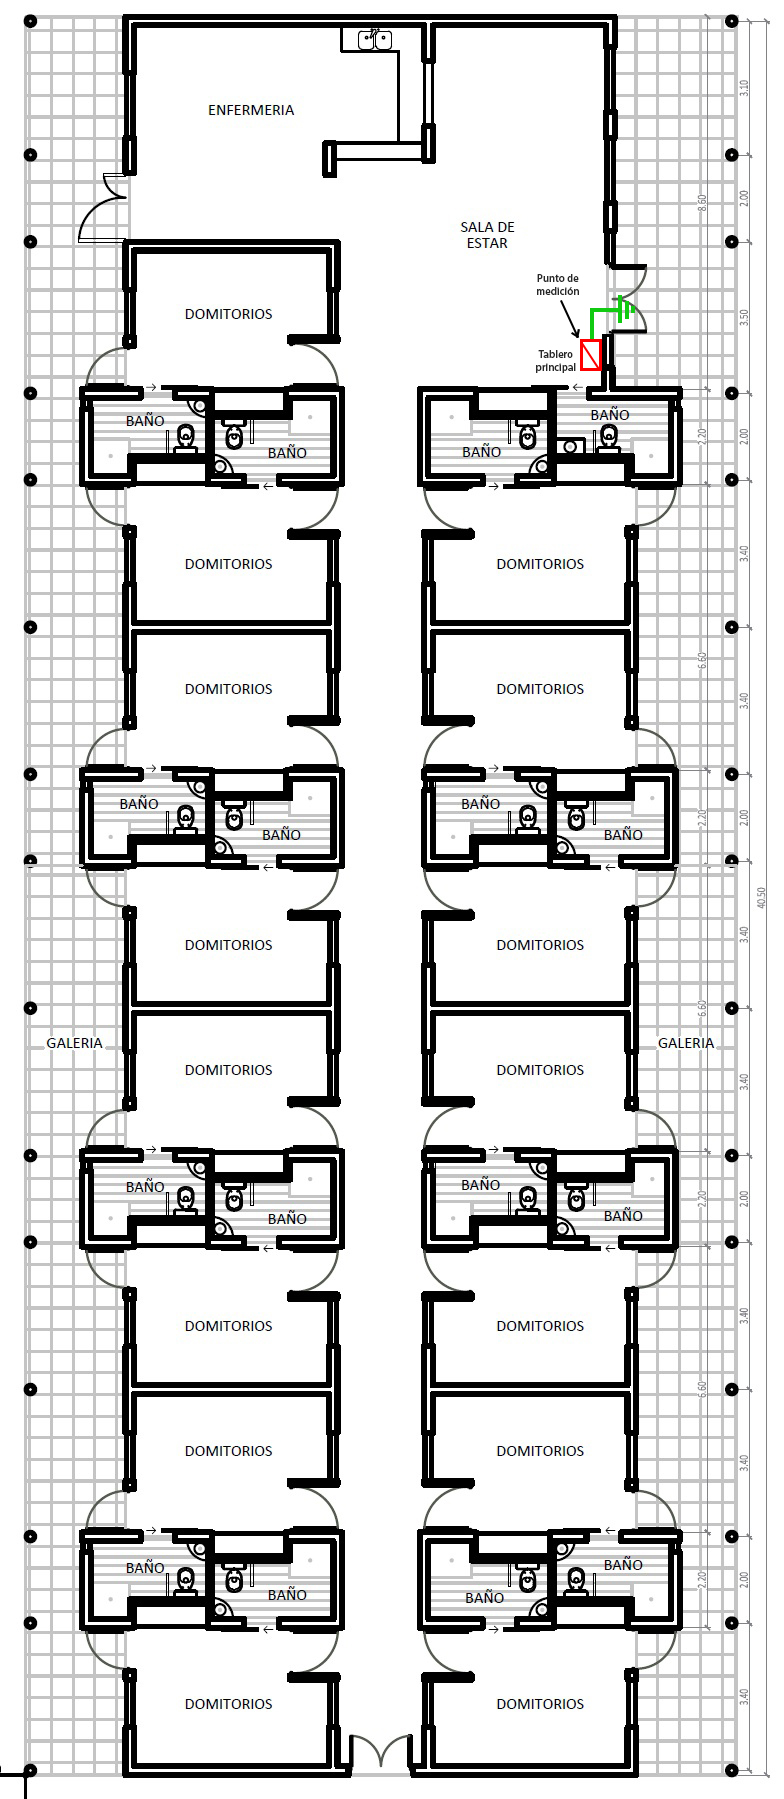 3.10
ENFERMERIA
2.00
8.60
SALA DE
ESTAR
Punto de
medición
DOMITORIOS
3.50
Tablero
principal
BAÑO
BAÑO
BAÑO
BAÑO
2.20
2.00
DOMITORIOS
DOMITORIOS
3.40
6.60
DOMITORIOS
DOMITORIOS
3.40
BAÑO
BAÑO
BAÑO
BAÑO
2.20
2.00
40.50
DOMITORIOS
DOMITORIOS
3.40
6.60
GALERIA
GALERIA
DOMITORIOS
DOMITORIOS
3.40
BAÑO
BAÑO
BAÑO
BAÑO
2.20
2.00
DOMITORIOS
DOMITORIOS
3.40
6.60
DOMITORIOS
DOMITORIOS
3.40
BAÑO
BAÑO
BAÑO
BAÑO
2.20
2.00
DOMITORIOS
DOMITORIOS
3.40